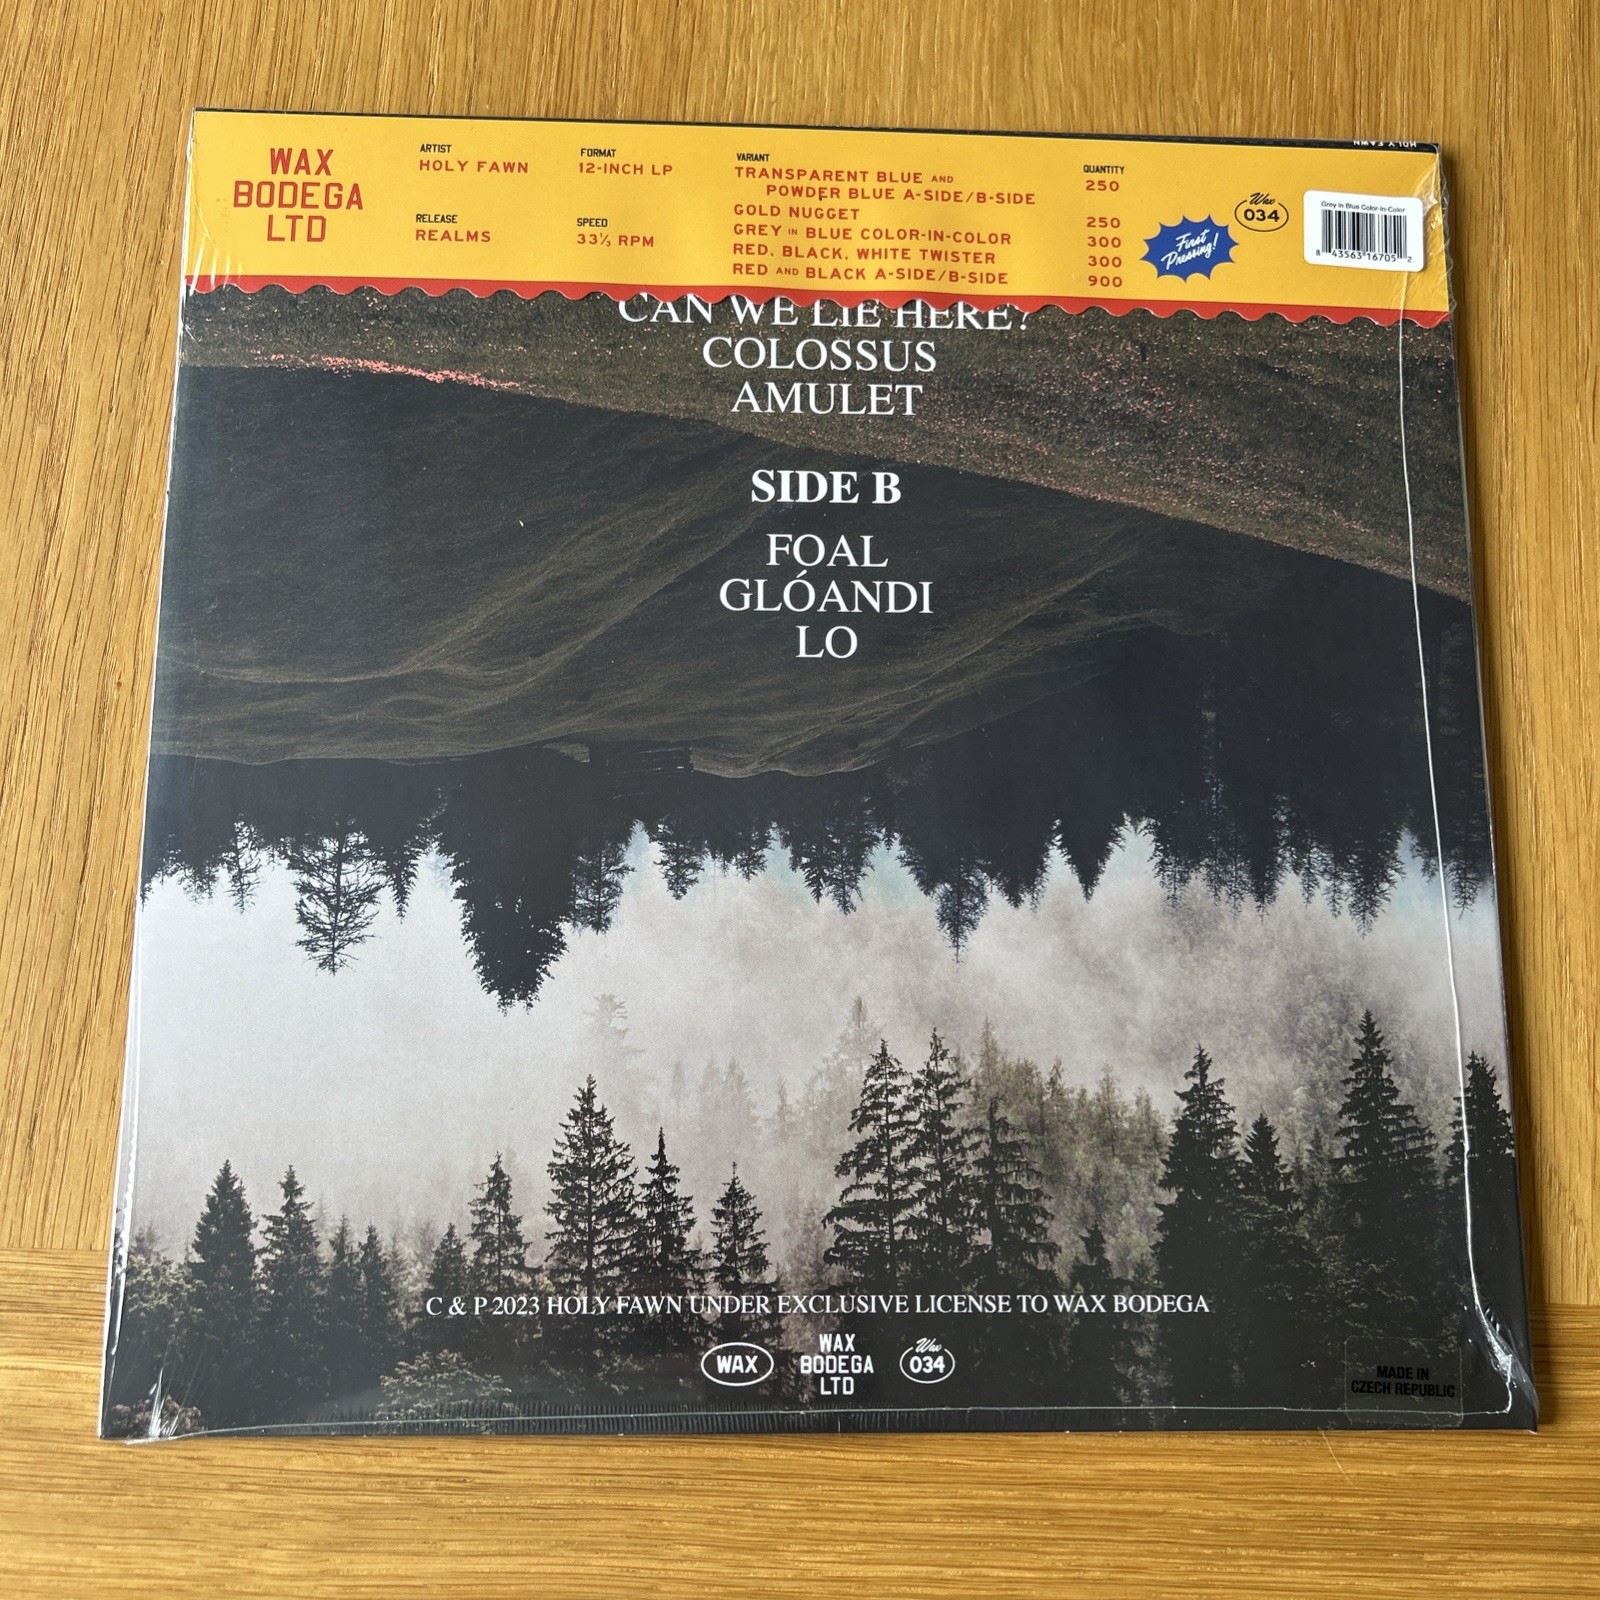 WAX
BODEGA
LTD
ARTIST
HOLY FAWN
RELEASE
REALMS
FORMAT
12-INCH LP
SPEED
33⅓ RPM
VARIANT
QUANTITY
TRANSPARENT BLUE AND
POWDER BLUE A-SIDE/B-SIDE 250
GOLD NUGGET 250
GREY IN BLUE COLOR-IN-COLOR 300
RED, BLACK, WHITE TWISTER 300
RED AND BLACK A-SIDE/B-SIDE 900
First
Pressing!
Wax
034
Grey in Blue Color-In-Color
8 43563 16705 2
HOLY FAWN
CAN WE LIE HERE?
COLOSSUS
AMULET
SIDE B
FOAL
GLÓANDI
LO
C & P 2023 HOLY FAWN UNDER EXCLUSIVE LICENSE TO WAX BODEGA
WAX
WAX
BODEGA
LTD
Wax
034
MADE IN
CZECH REPUBLIC